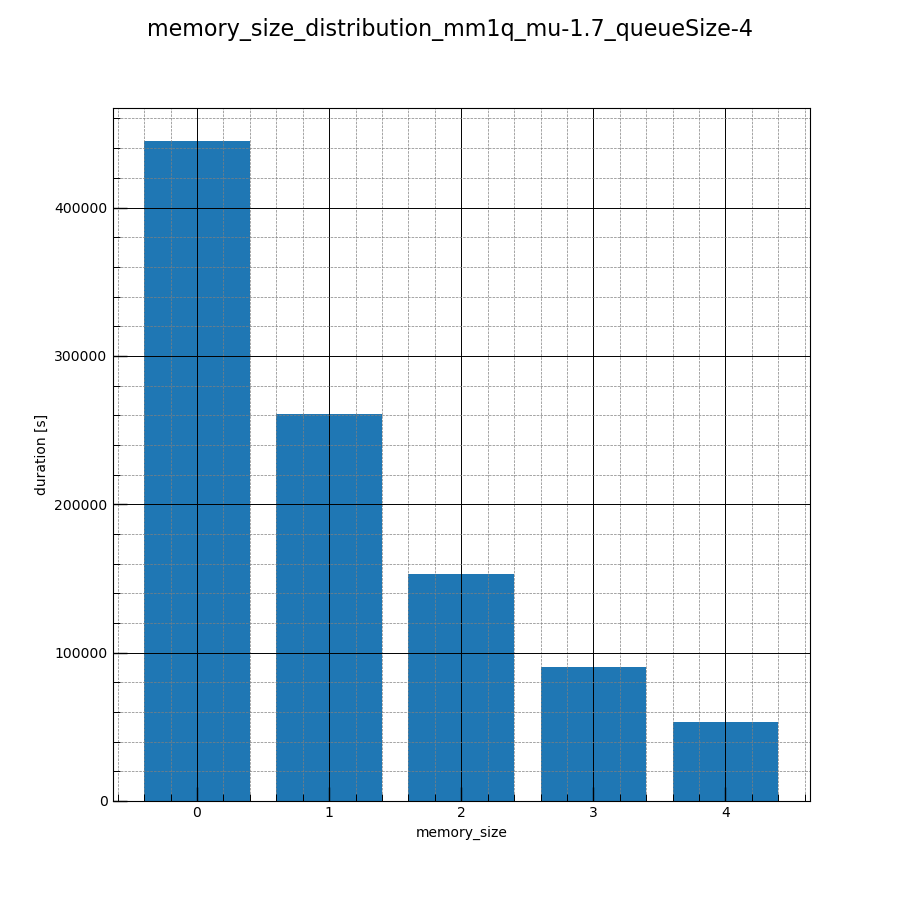 memory_size_distribution_mm1q_mu-1.7_queueSize-4
400000
300000
200000
100000
0
duration [s]
0 1 2 3 4
memory_size